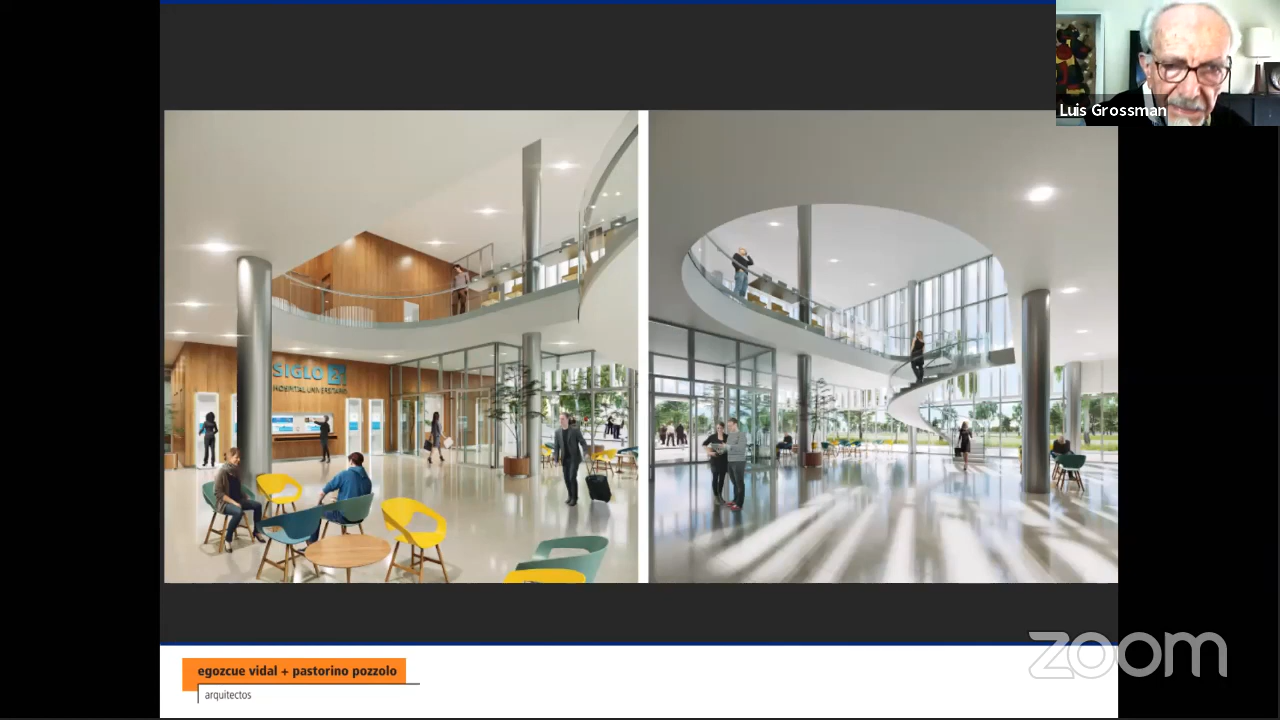 Luis Grossman
SIGLO 21
HOSPITAL UNIVERSITARIO
zoom
egozcue vidal + pastorino pozzolo
arquitectos